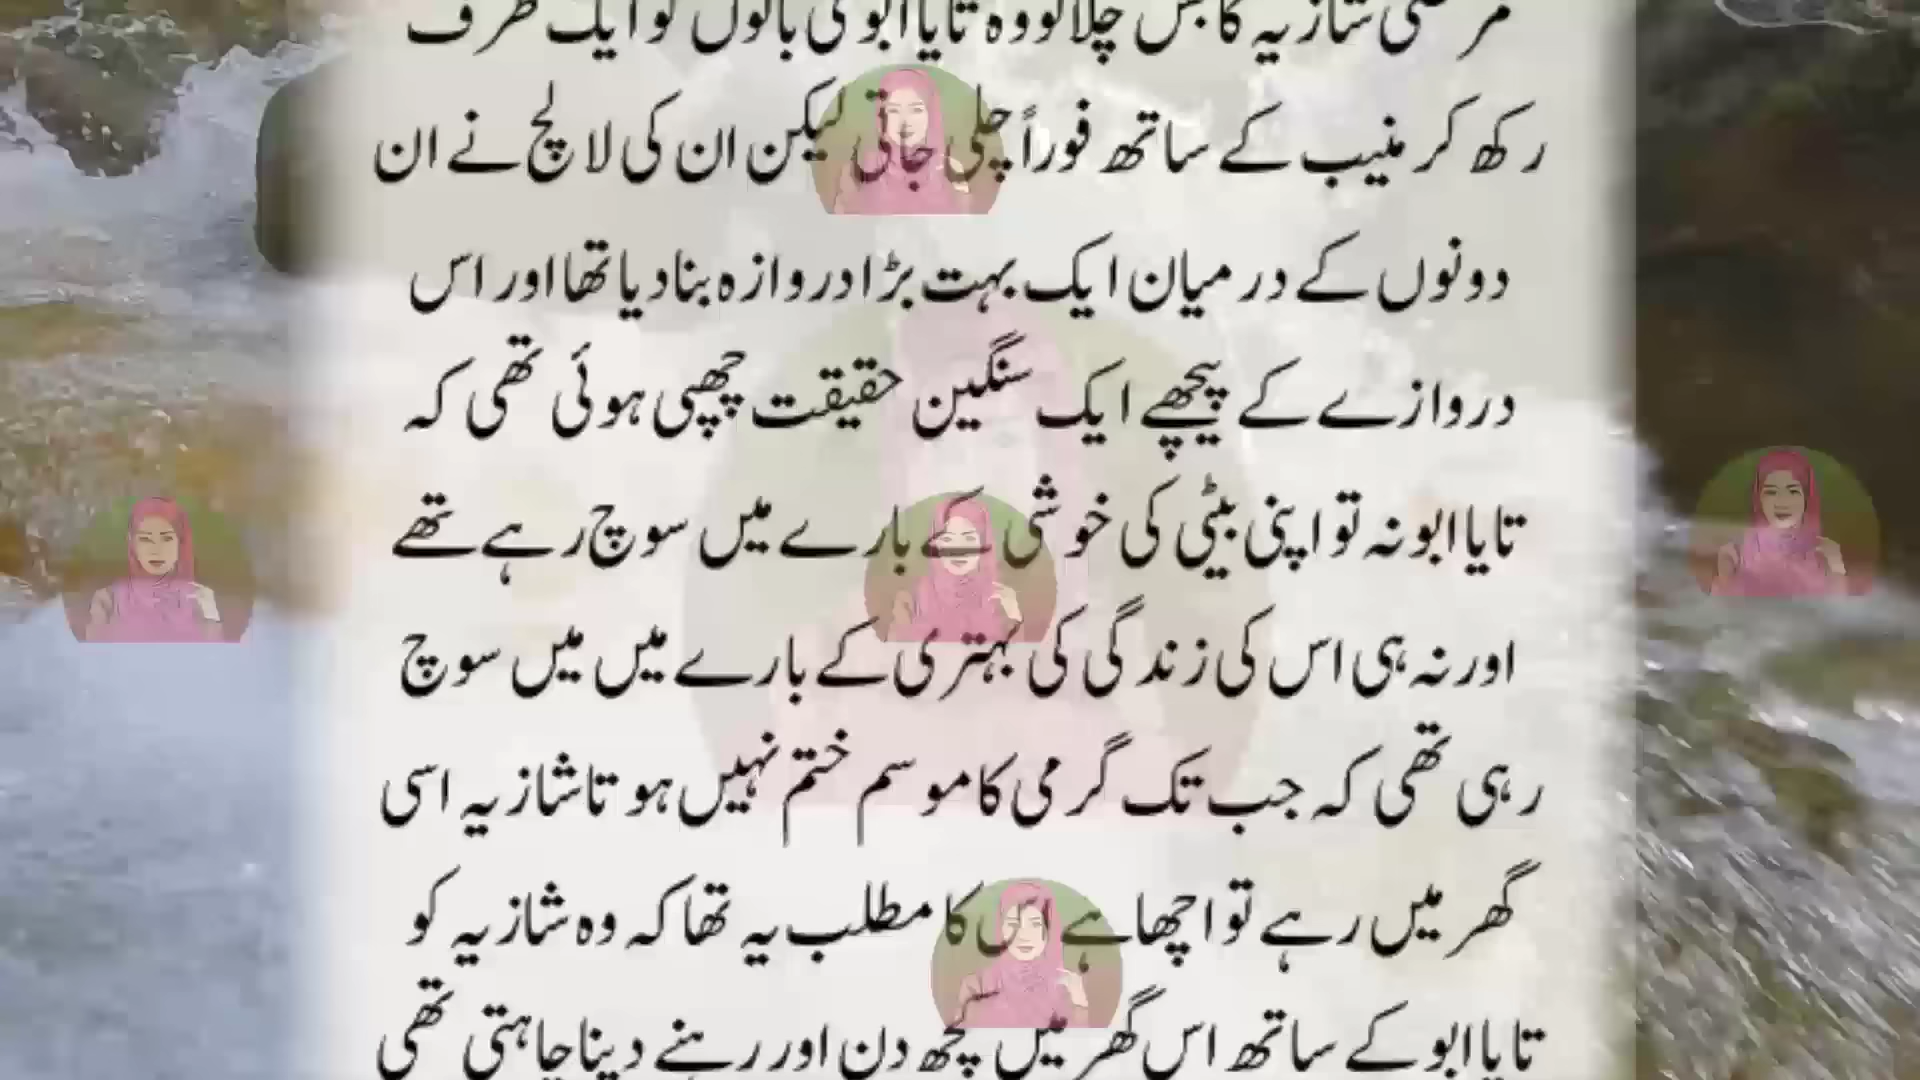 مرضی شازیہ کا بس چلا تو وہ تایا ابو کی باتوں کو ایک طرف
رکھ کر منیب کے ساتھ فوراً چلی جاتی لیکن ان کی لالچ نے ان
دونوں کے درمیان ایک بہت بڑا دروازہ بنا دیا تھا اور اس
دروازے کے پیچھے ایک سنگین حقیقت چھپی ہوئی تھی کہ
تایا ابو نہ تو اپنی بیٹی کی خوشی کے بارے میں سوچ رہے تھے
اور نہ ہی اس کی زندگی کی بہتری کے بارے میں میں سوچ
رہی تھی کہ جب تک گرمی کا موسم ختم نہیں ہو تا شازیہ اسی
گھر میں رہے تو اچھا ہے اس کا مطلب یہ تھا کہ وہ شازیہ کو
تایا ابو کے ساتھ اس گھر میں کچھ دن اور رہنے دینا چاہتی تھی